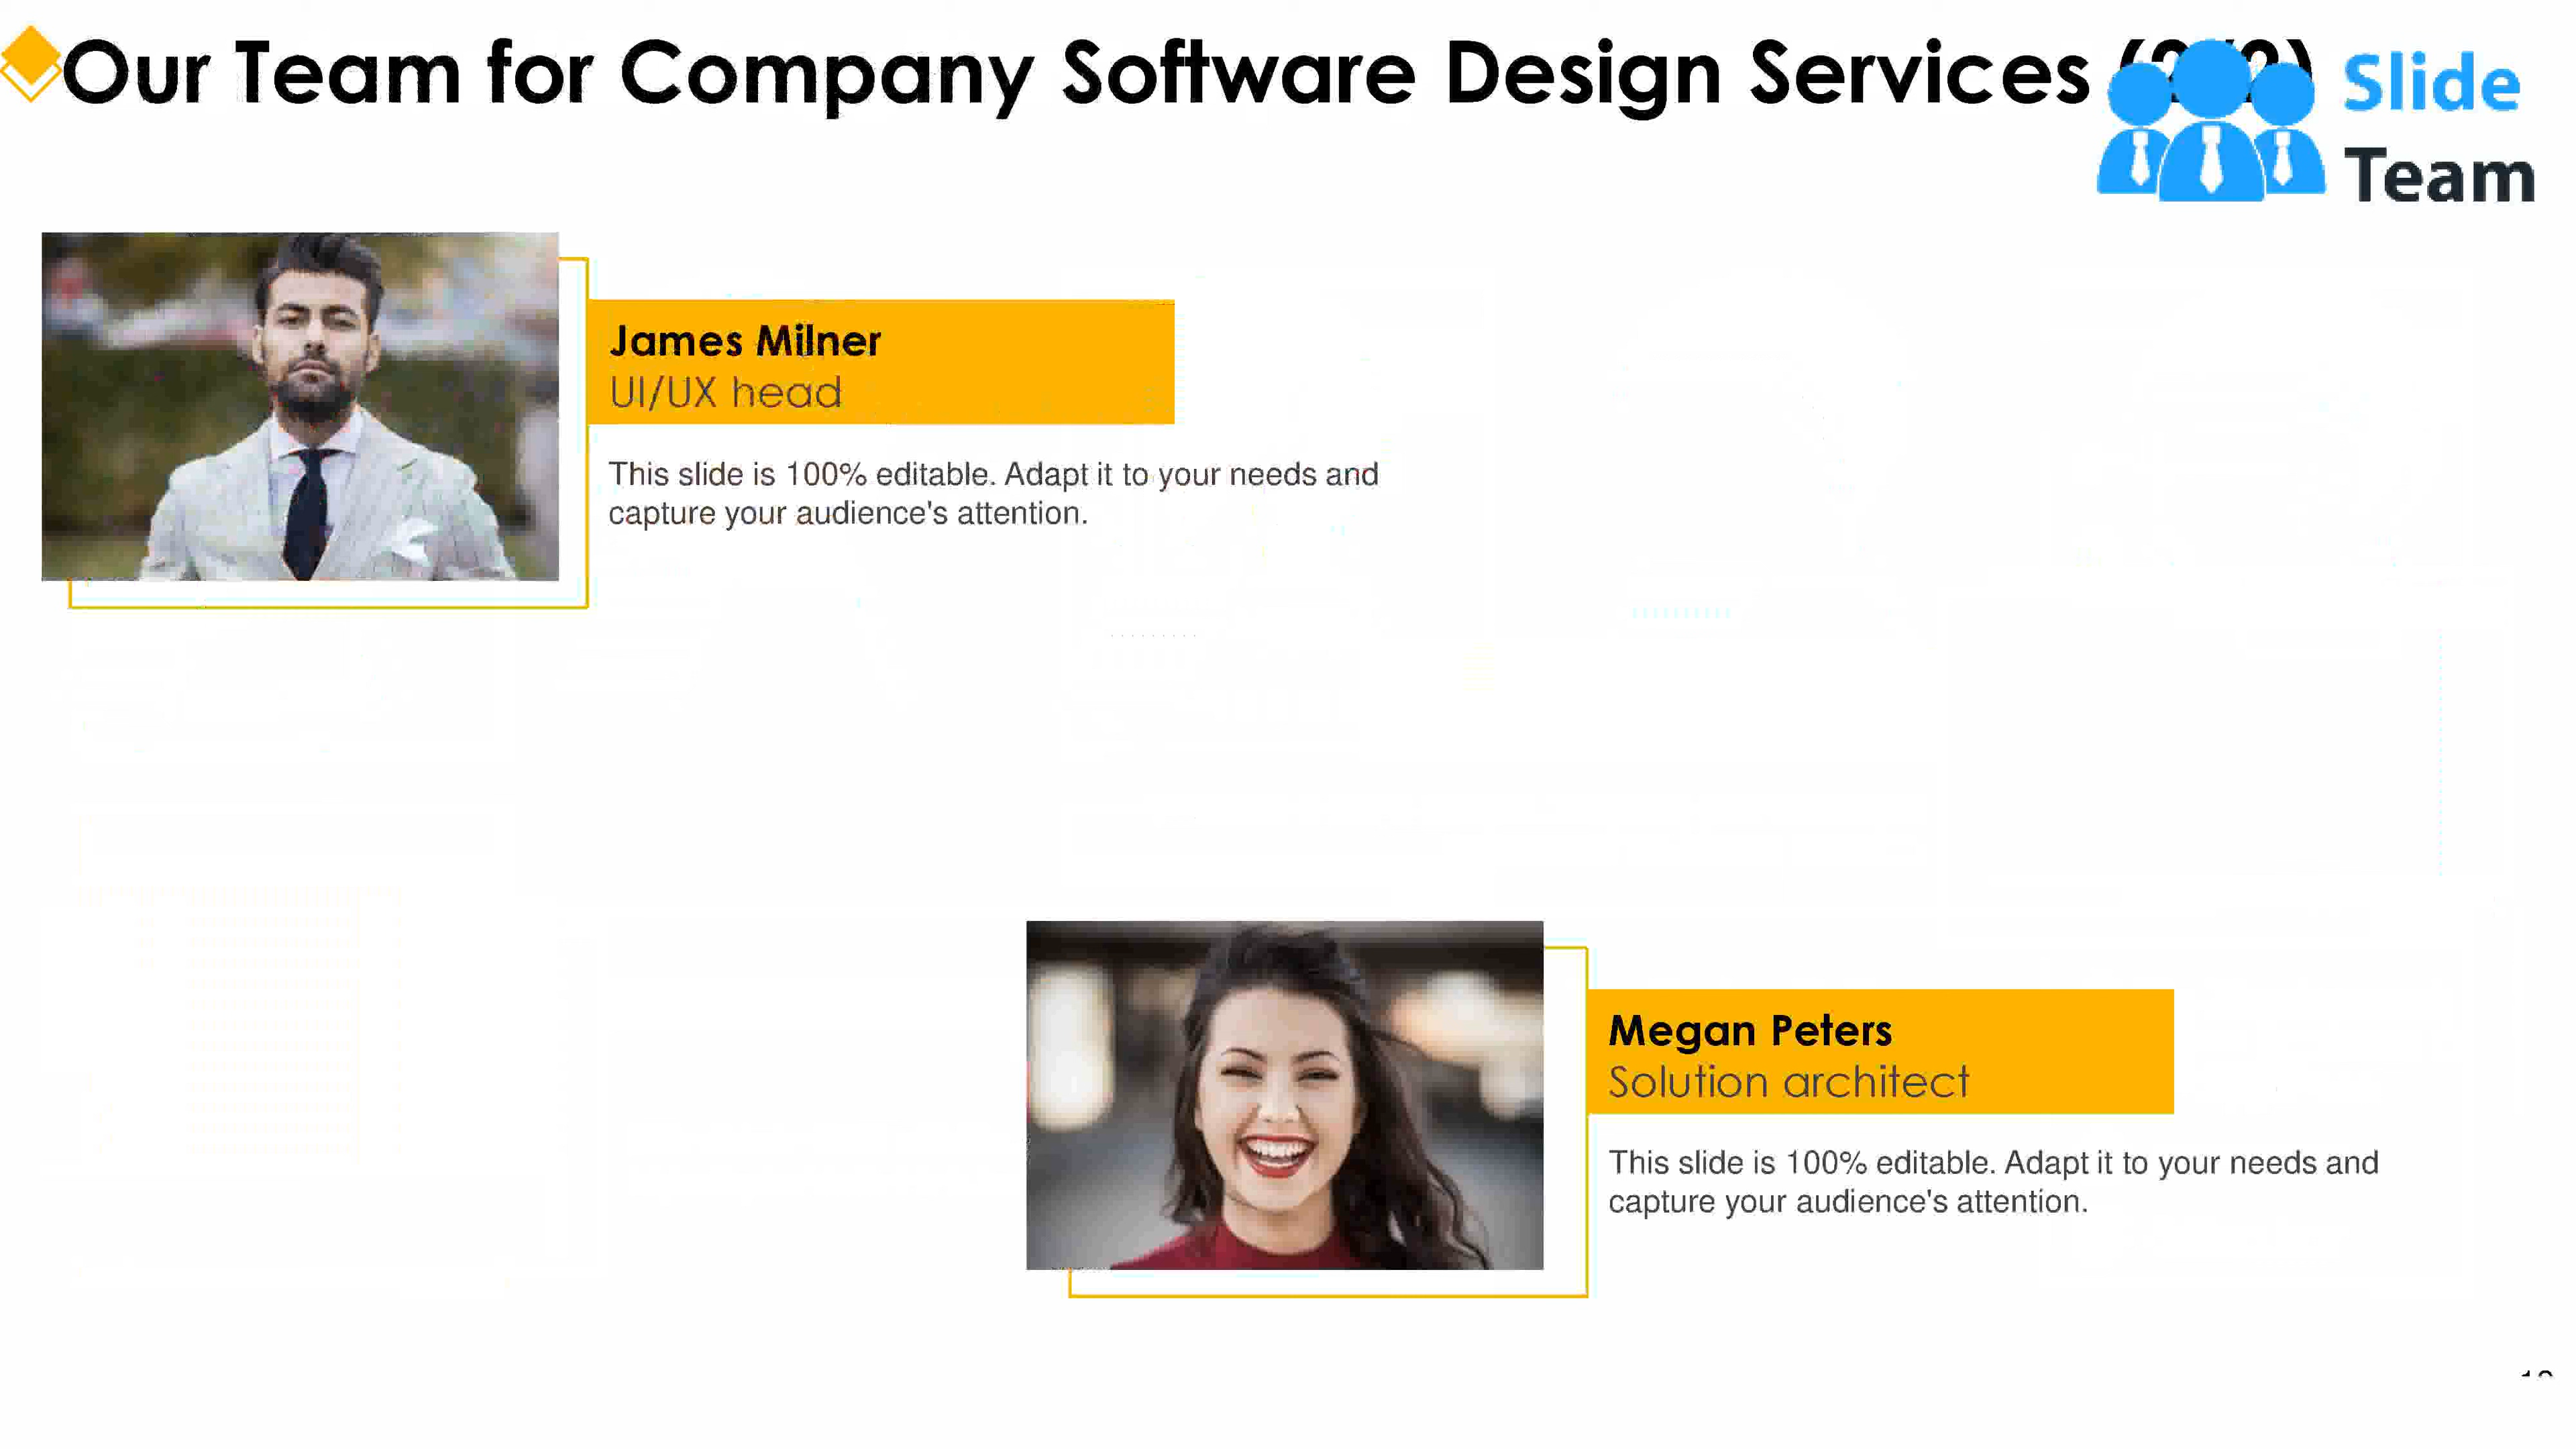 Our Team for Company Software Design Services
Slide
Team
James Milner
UI/UX head
This slide is 100% editable. Adapt it to your needs and
capture your audience's attention.
Megan Peters
Solution architect
This slide is 100% editable. Adapt it to your needs and
capture your audience's attention.